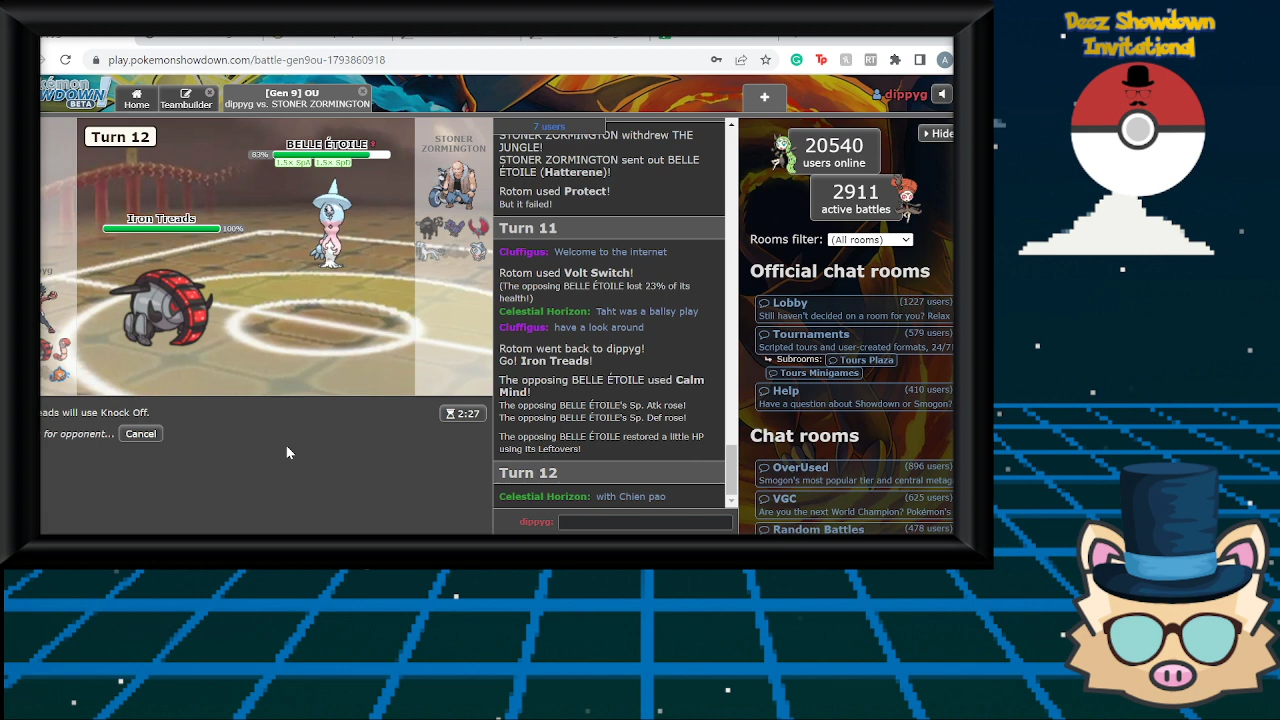 Deez Showdown
Invitational
play.pokemonshowdown.com/battle-gen9ou-1793860918
Home
Teambuilder
[Gen 9] OU
dippyg vs. STONER ZORMINGTON
BETA
dippyg
Turn 12
BELLE ÉTOILE
83%
1.5× SpA 1.5× SpD
Iron Treads
100%
STONER
ZORMINGTON
eads will use Knock Off.
for opponent... Cancel
2:27
7 users
STONER ZORMINGTON withdrew THE
JUNGLE!
STONER ZORMINGTON sent out BELLE
ÉTOILE (Hatterene)!
Rotom used Protect!
But it failed!
Turn 11
Cluffigus: Welcome to the internet
Rotom used Volt Switch!
(The opposing BELLE ÉTOILE lost 23% of its
health!)
Celestial Horizon: Taht was a ballsy play
Cluffigus: have a look around
Rotom went back to dippyg!
Go! Iron Treads!
The opposing BELLE ÉTOILE used Calm
Mind!
The opposing BELLE ÉTOILE's Sp. Atk rose!
The opposing BELLE ÉTOILE's Sp. Def rose!
The opposing BELLE ÉTOILE restored a little HP
using its Leftovers!
Turn 12
Celestial Horizon: with Chien pao
dippyg:
20540
users online
2911
active battles
Hide
Rooms filter: (All rooms)
Official chat rooms
Lobby (1227 users)
Still haven't decided on a room for you? Relax
Tournaments (579 users)
Scripted tours and user-created formats, 24/7!
Subrooms: Tours Plaza
Tours Minigames
Help (410 users)
Have a question about Showdown or Smogon?
Chat rooms
OverUsed (896 users)
Smogon's most popular tier and central metag
VGC (625 users)
Are you the next World Champion? Pokémon's
Random Battles (478 users)